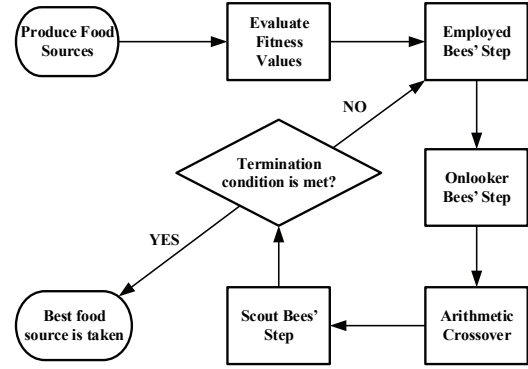 Produce Food
Sources
Evaluate
Fitness
Values
Employed
Bees' Step
NO
Termination
condition is met?
Onlooker
Bees' Step
YES
Best food
source is taken
Scout Bees'
Step
Arithmetic
Crossover